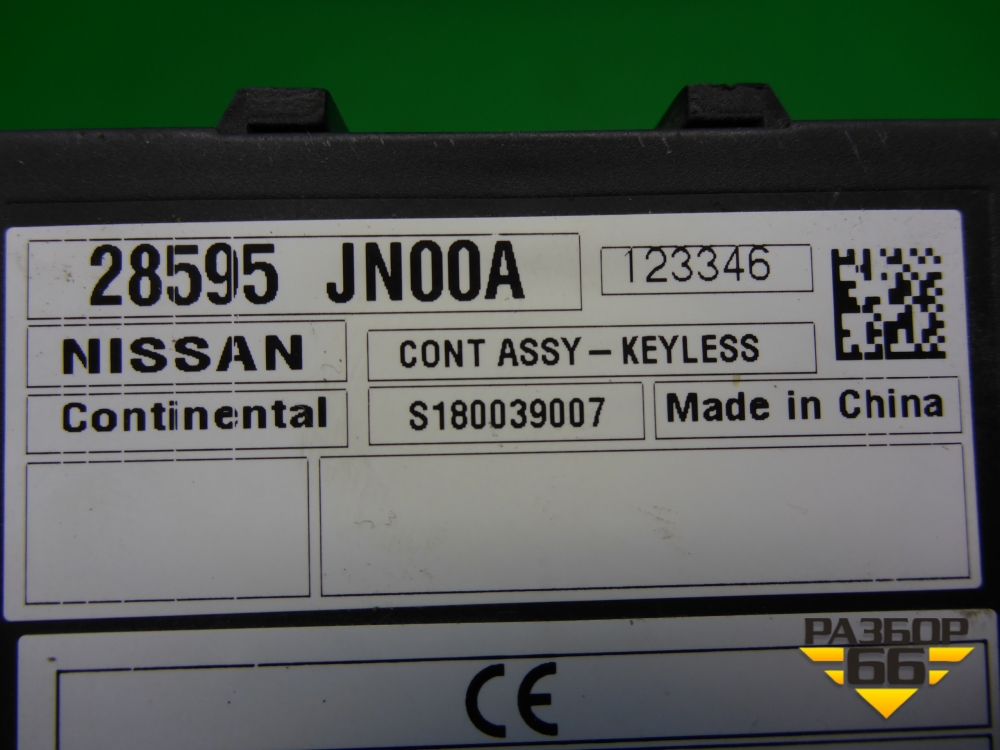 28595 JN00A
123346
NISSAN
CONT ASSY – KEYLESS
Continental
S180039007
Made in China
CE
РАЗБОР
66